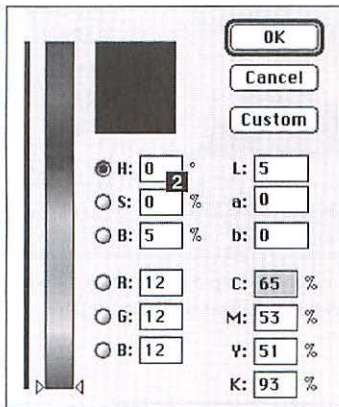 OK
Cancel
Custom
H: 0 °
2
S: 0 %
B: 5 %
L: 5
a: 0
b: 0
R: 12
G: 12
B: 12
C: 65 %
M: 53 %
Y: 51 %
K: 93 %